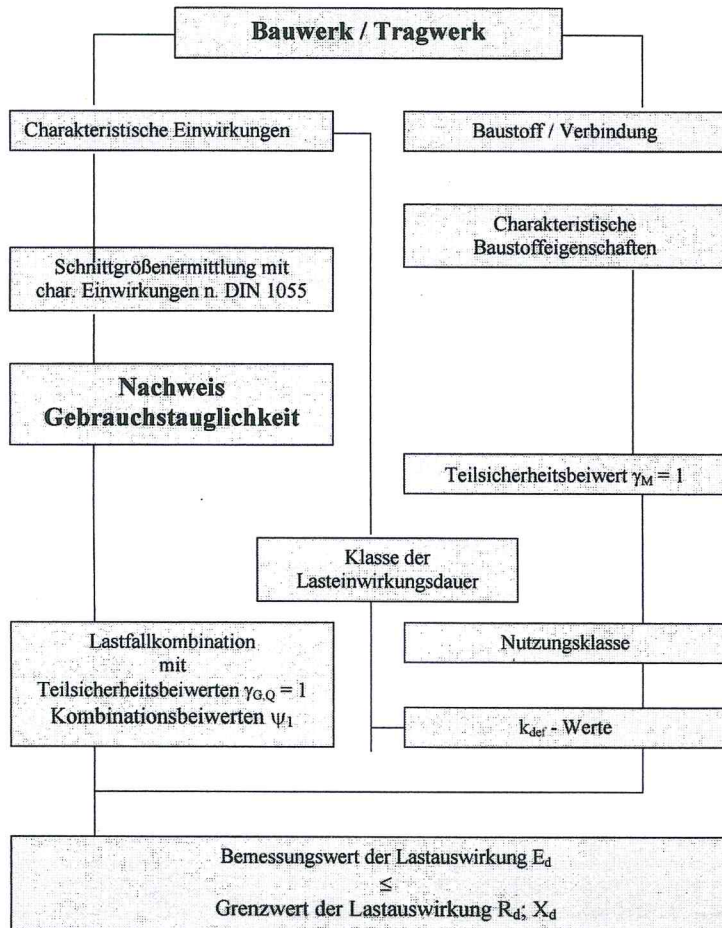 Bauwerk / Tragwerk
Charakteristische Einwirkungen
Baustoff / Verbindung
Charakteristische
Baustoffeigenschaften
Schnittgrößenermittlung mit
char. Einwirkungen n. DIN 1055
Nachweis
Gebrauchstauglichkeit
Teilsicherheitsbeiwert γM = 1
Klasse der
Lasteinwirkungsdauer
Lastfallkombination
mit
Teilsicherheitsbeiwerten γG,Q = 1
Kombinationsbeiwerten ψ1
Nutzungsklasse
kdef - Werte
Bemessungswert der Lastauswirkung Ed
≤
Grenzwert der Lastauswirkung Rd; Xd